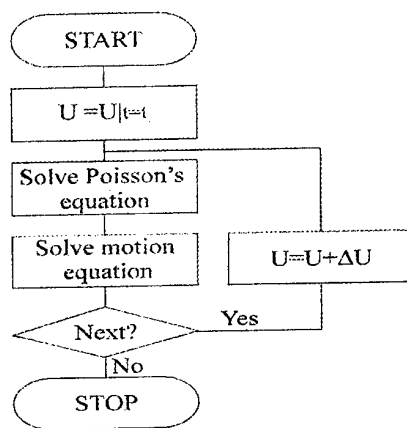 START
U =U|t=t
Solve Poisson's
equation
Solve motion
equation
U=U+ΔU
Next?
Yes
No
STOP